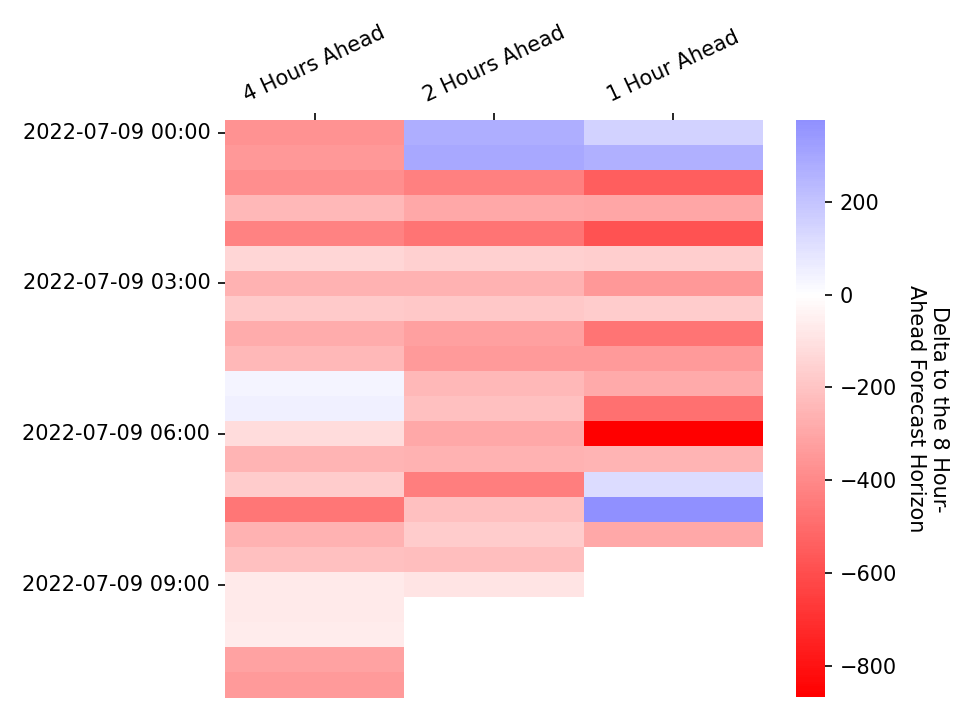 4 Hours Ahead
2 Hours Ahead
1 Hour Ahead
2022-07-09 00:00
2022-07-09 03:00
2022-07-09 06:00
2022-07-09 09:00
200
0
−200
−400
−600
−800
Delta to the 8 Hour-
Ahead Forecast Horizon